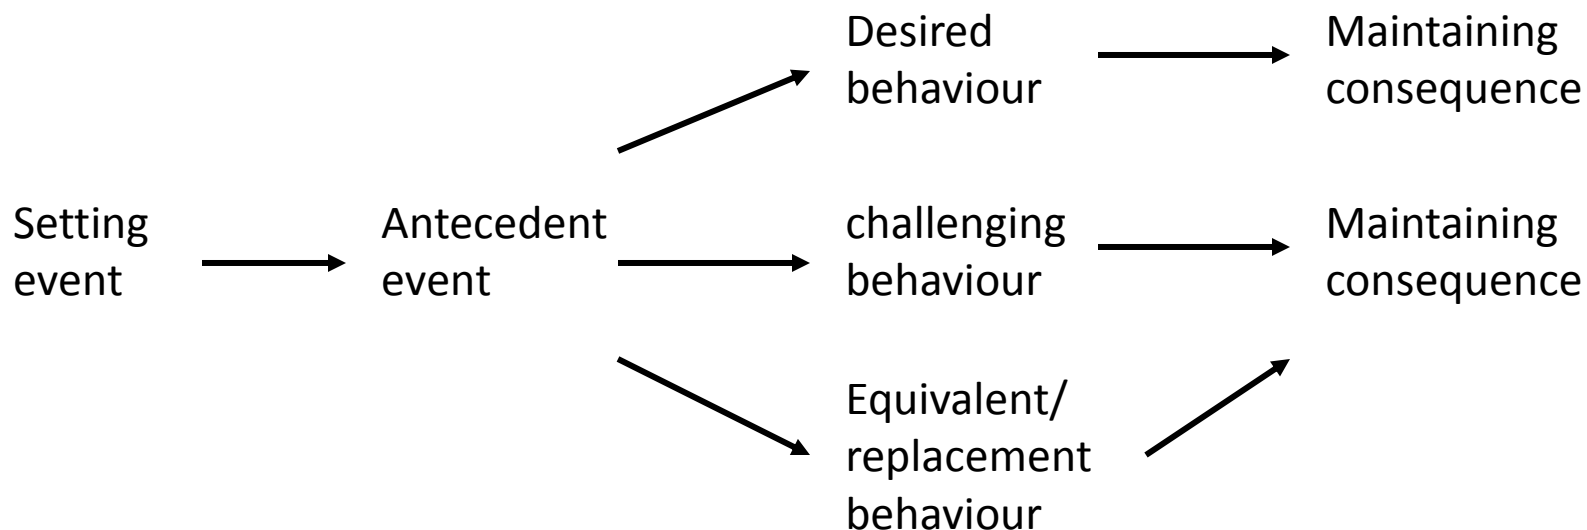 Desired
behaviour
Maintaining
consequence
Setting
event
Antecedent
event
challenging
behaviour
Maintaining
consequence
Equivalent/
replacement
behaviour